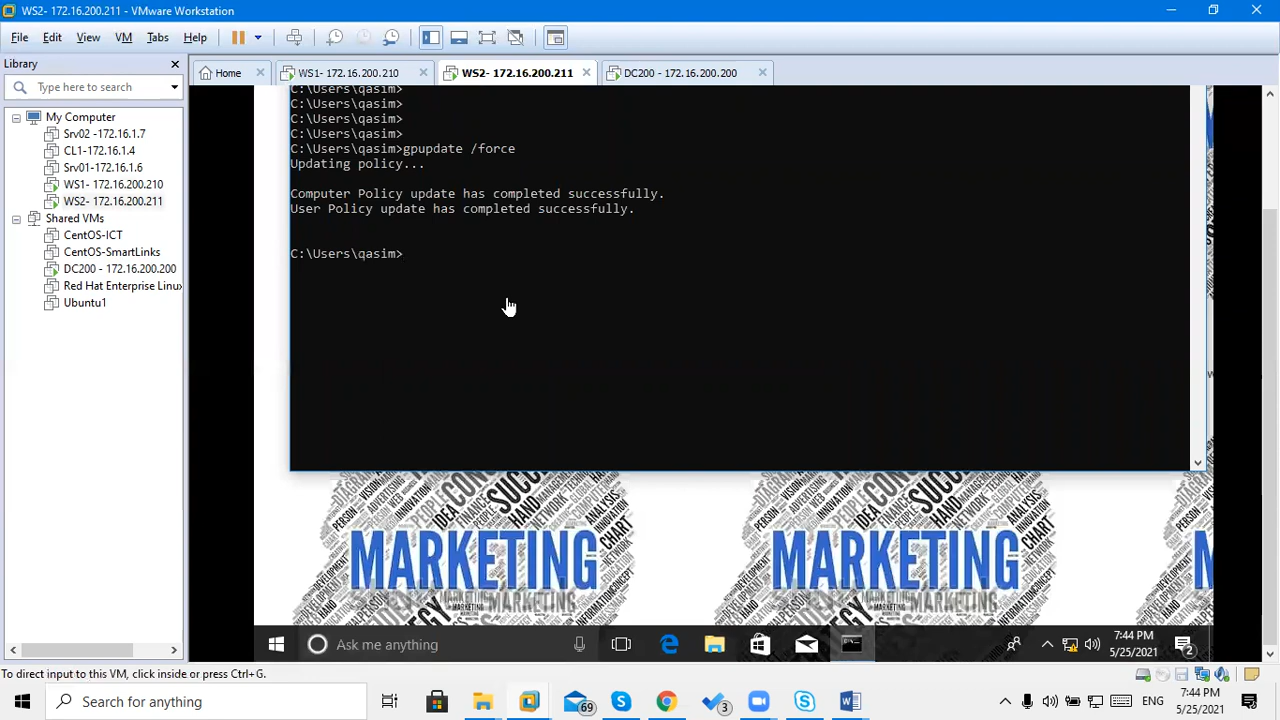 WS2- 172.16.200.211 - VMware Workstation
File Edit View VM Tabs Help
Library
Type here to search
My Computer
Srv02 -172.16.1.7
CL1-172.16.1.4
Srv01-172.16.1.6
WS1- 172.16.200.210
WS2- 172.16.200.211
Shared VMs
CentOS-ICT
CentOS-SmartLinks
DC200 - 172.16.200.200
Red Hat Enterprise Linux
Ubuntu1
Home WS1- 172.16.200.210 WS2- 172.16.200.211 DC200 - 172.16.200.200
C:\Users\qasim>
C:\Users\qasim>
C:\Users\qasim>
C:\Users\qasim>
C:\Users\qasim>gpupdate /force
Updating policy...
Computer Policy update has completed successfully.
User Policy update has completed successfully.
C:\Users\qasim>
MARKETING MARKETING
Ask me anything
7:44 PM
5/25/2021
2
To direct input to this VM, click inside or press Ctrl+G.
Search for anything
69
3
ENG
7:44 PM
5/25/2021